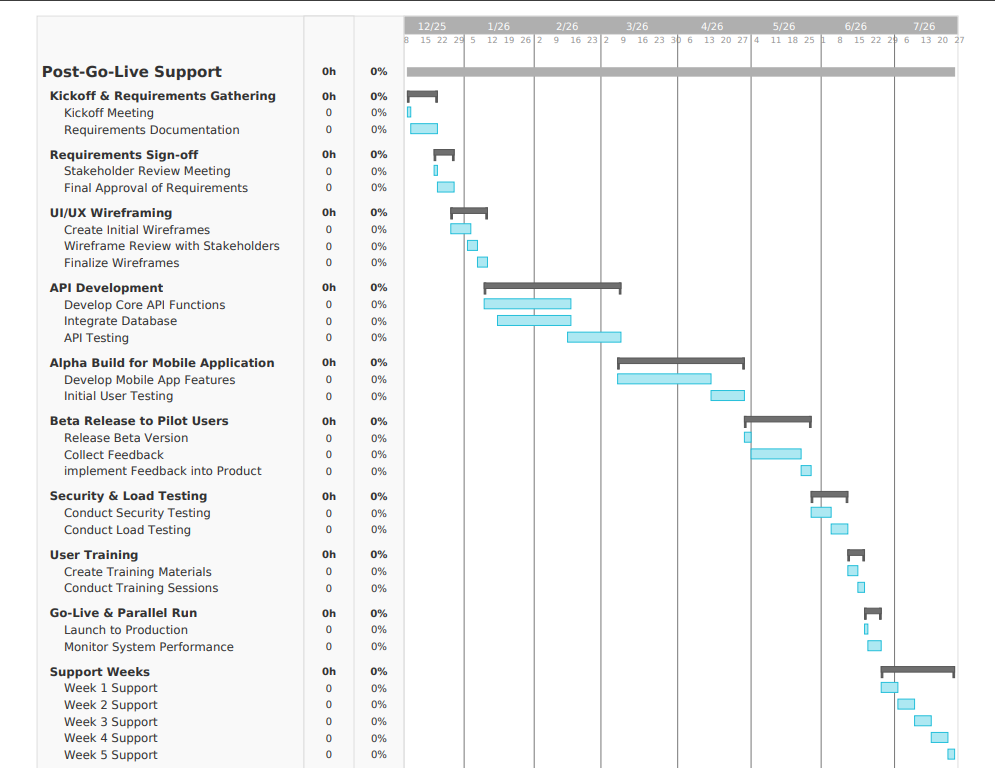 12/25 1/26 2/26 3/26 4/26 5/26 6/26 7/26
8 15 22 29 5 12 19 26 2 9 16 23 2 9 16 23 30 6 13 20 27 4 11 18 25 1 8 15 22 29 6 13 20 27
Post-Go-Live Support 0h 0%
Kickoff & Requirements Gathering 0h 0%
Kickoff Meeting 0 0%
Requirements Documentation 0 0%
Requirements Sign-off 0h 0%
Stakeholder Review Meeting 0 0%
Final Approval of Requirements 0 0%
UI/UX Wireframing 0h 0%
Create Initial Wireframes 0 0%
Wireframe Review with Stakeholders 0 0%
Finalize Wireframes 0 0%
API Development 0h 0%
Develop Core API Functions 0 0%
Integrate Database 0 0%
API Testing 0 0%
Alpha Build for Mobile Application 0h 0%
Develop Mobile App Features 0 0%
Initial User Testing 0 0%
Beta Release to Pilot Users 0h 0%
Release Beta Version 0 0%
Collect Feedback 0 0%
implement Feedback into Product 0 0%
Security & Load Testing 0h 0%
Conduct Security Testing 0 0%
Conduct Load Testing 0 0%
User Training 0h 0%
Create Training Materials 0 0%
Conduct Training Sessions 0 0%
Go-Live & Parallel Run 0h 0%
Launch to Production 0 0%
Monitor System Performance 0 0%
Support Weeks 0h 0%
Week 1 Support 0 0%
Week 2 Support 0 0%
Week 3 Support 0 0%
Week 4 Support 0 0%
Week 5 Support 0 0%